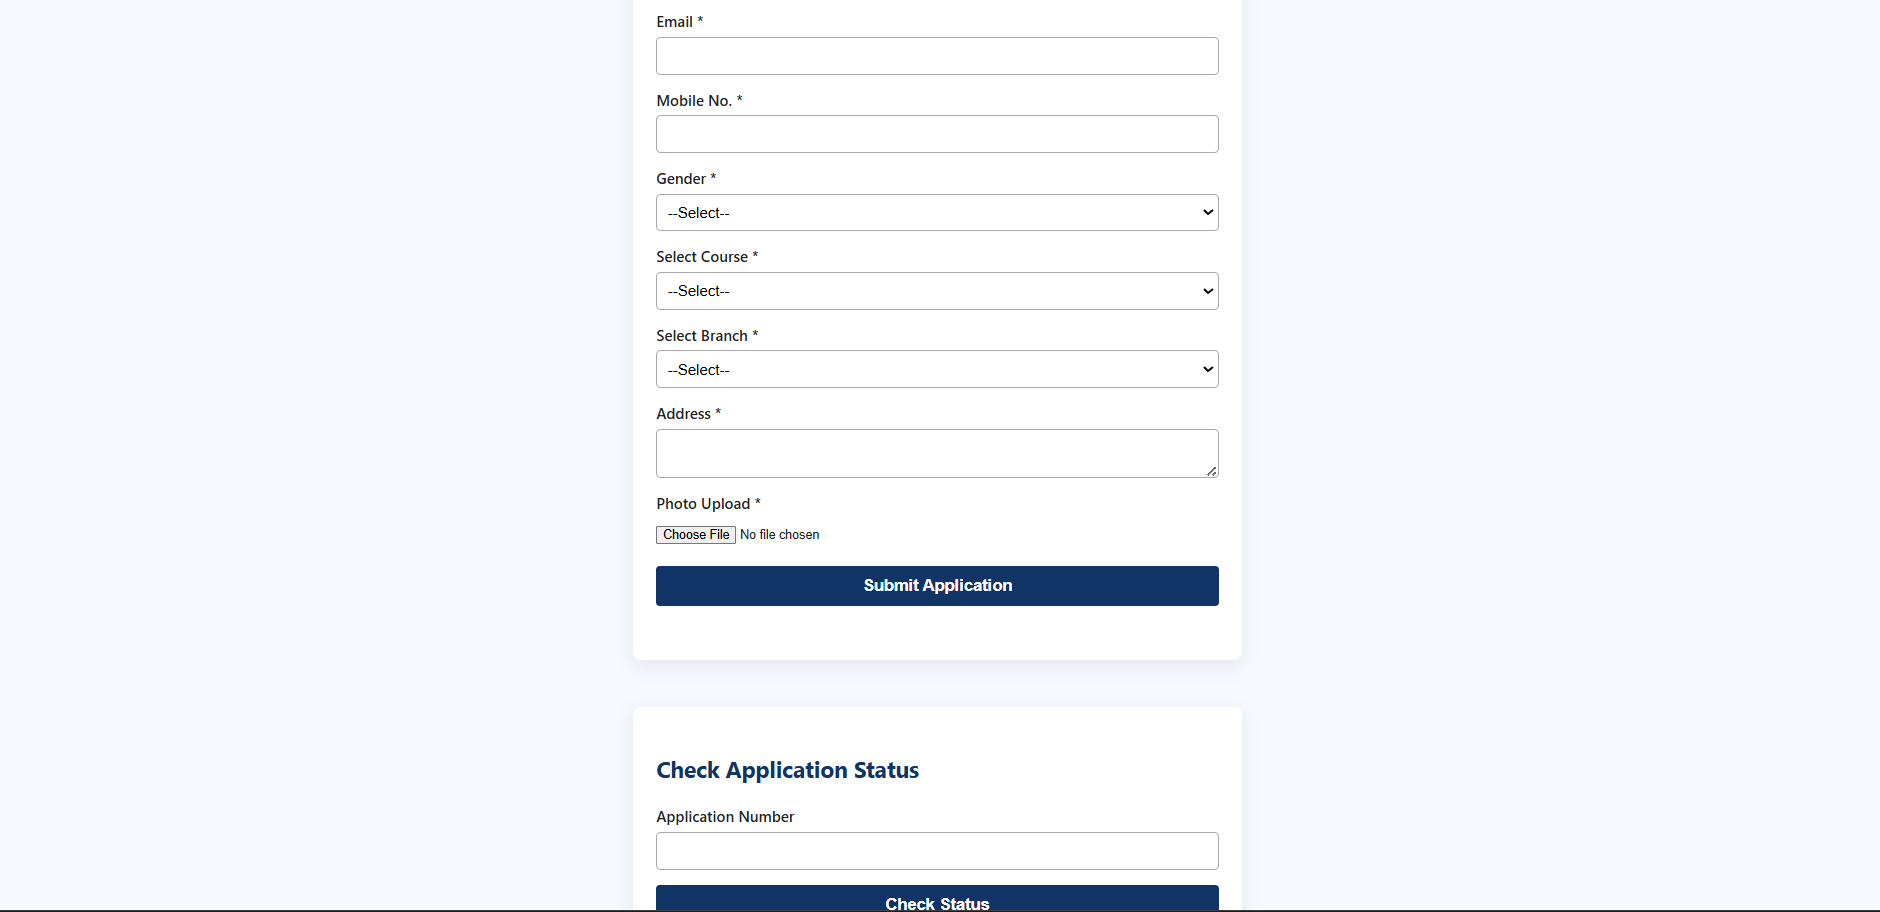 Email *
Mobile No. *
Gender *
--Select--
Select Course *
--Select--
Select Branch *
--Select--
Address *
Photo Upload *
Choose File No file chosen
Submit Application
Check Application Status
Application Number
Check Status